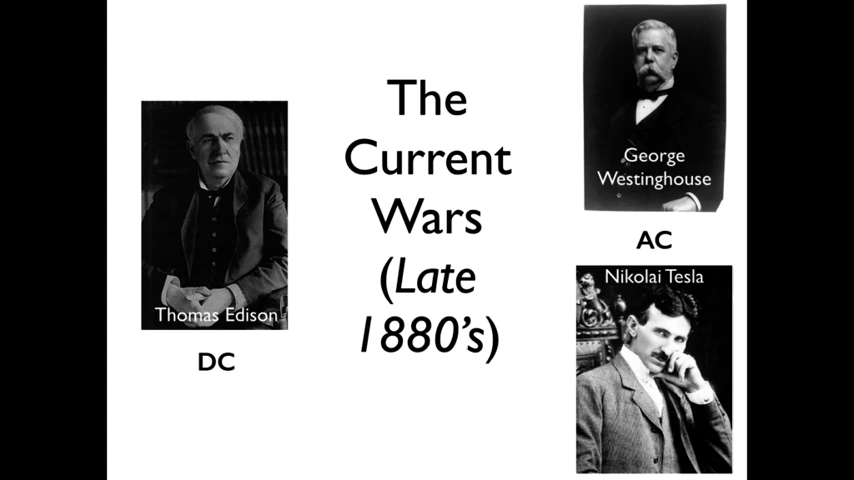 The
Current
Wars
(Late
1880's)
Thomas Edison
DC
George
Westinghouse
AC
Nikolai Tesla